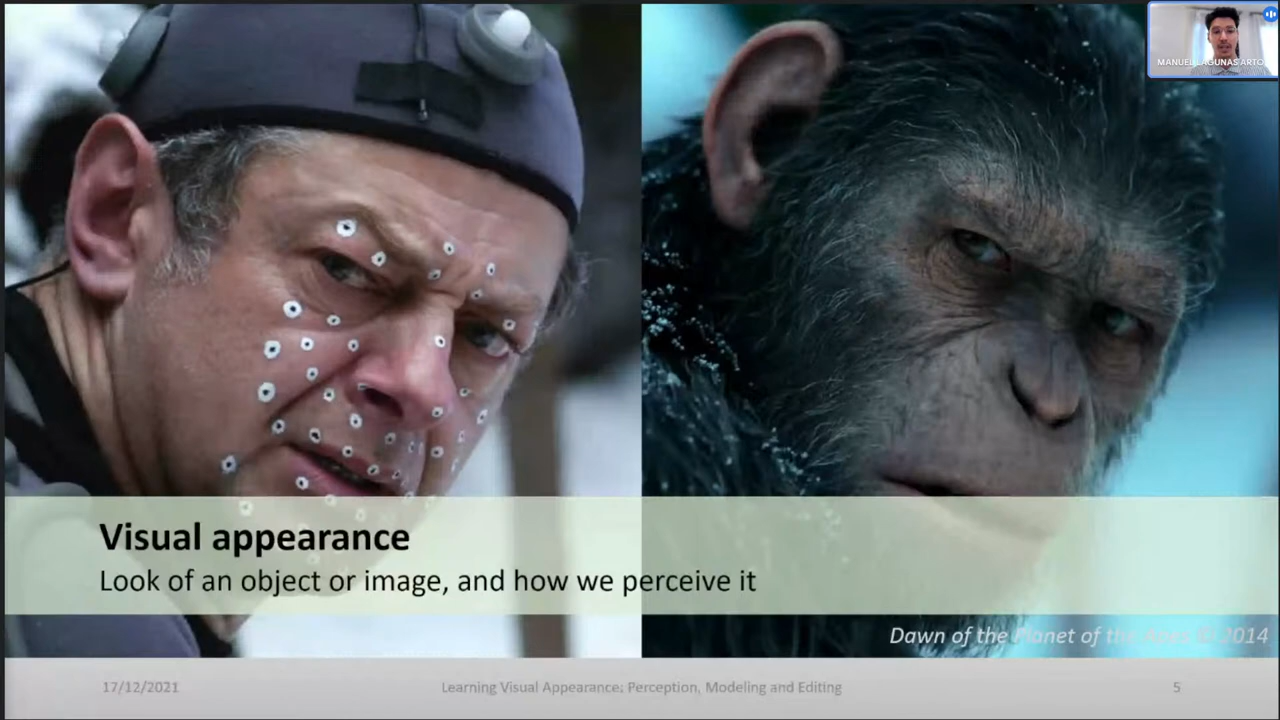 MANUEL LAGUNAS ARTO
Visual appearance
Look of an object or image, and how we perceive it
Dawn of the Planet of the Apes © 2014
17/12/2021
Learning Visual Appearance: Perception, Modeling and Editing
5